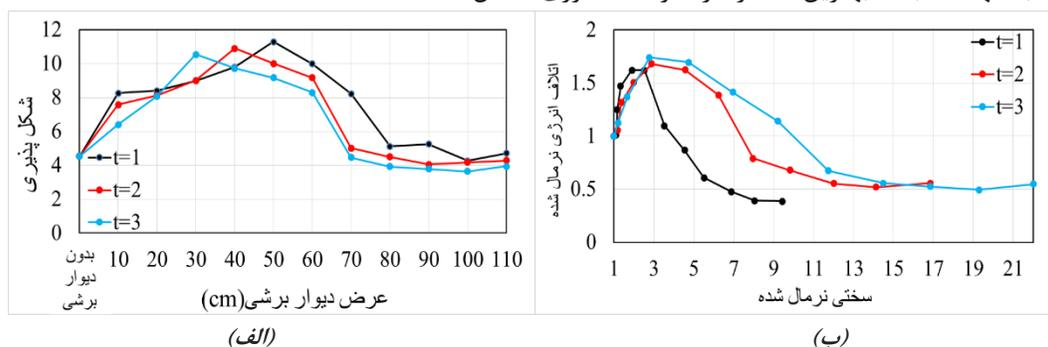 شکل پذیری
12
10
8
6
4
2
0
t=1
t=2
t=3
بدون دیوار برشی
10 20 30 40 50 60 70 80 90 100 110
عرض دیوار برشی(cm)
(الف)
اتلاف انرژی نرمال شده
2
1.5
1
0.5
0
t=1
t=2
t=3
1 3 5 7 9 11 13 15 17 19 21
سختی نرمال شده
(ب)